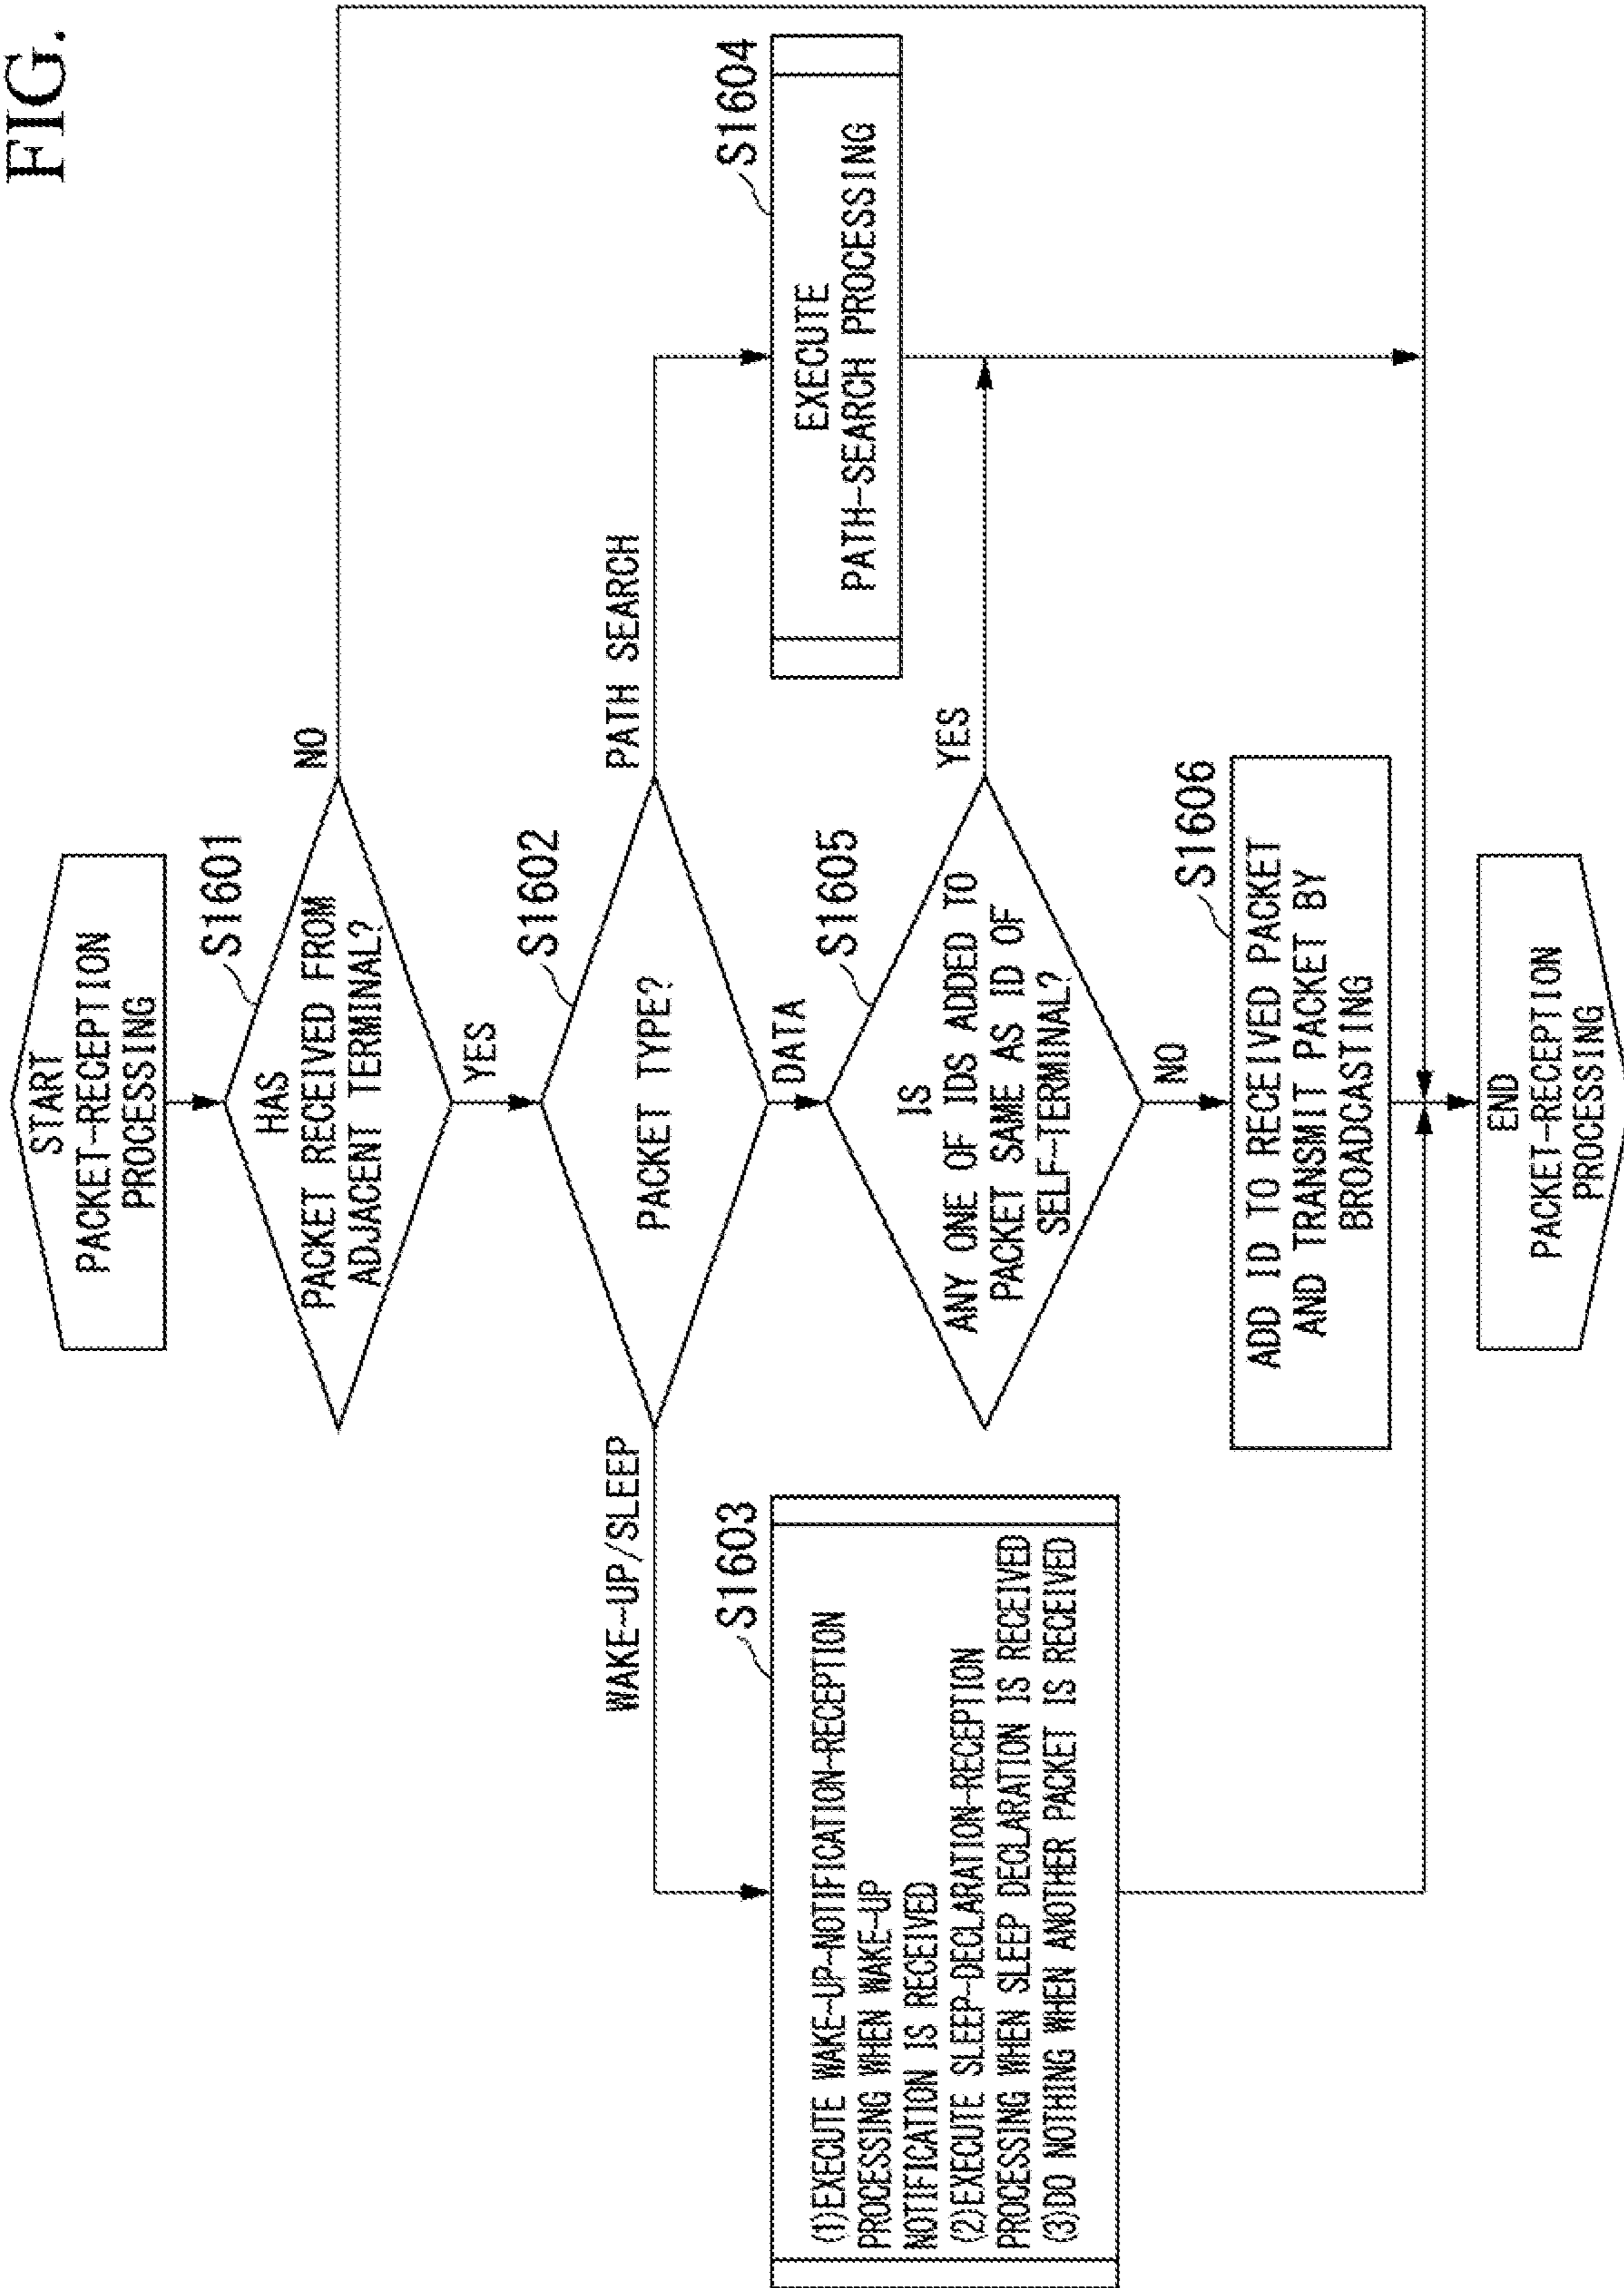 FIG.
START
PACKET-RECEPTION
PROCESSING
S1601
HAS
PACKET RECEIVED FROM
ADJACENT TERMINAL?
NO
YES
S1602
PACKET TYPE?
WAKE-UP/SLEEP
PATH SEARCH
DATA
S1603
(1)EXECUTE WAKE-UP-NOTIFICATION-RECEPTION
PROCESSING WHEN WAKE-UP
NOTIFICATION IS RECEIVED
(2)EXECUTE SLEEP-DECLARATION-RECEPTION
PROCESSING WHEN SLEEP DECLARATION IS RECEIVED
(3)DO NOTHING WHEN ANOTHER PACKET IS RECEIVED
S1604
EXECUTE
PATH-SEARCH PROCESSING
S1605
IS
ANY ONE OF IDS ADDED TO
PACKET SAME AS ID OF
SELF-TERMINAL?
YES
NO
S1606
ADD ID TO RECEIVED PACKET
AND TRANSMIT PACKET BY
BROADCASTING
END
PACKET-RECEPTION
PROCESSING